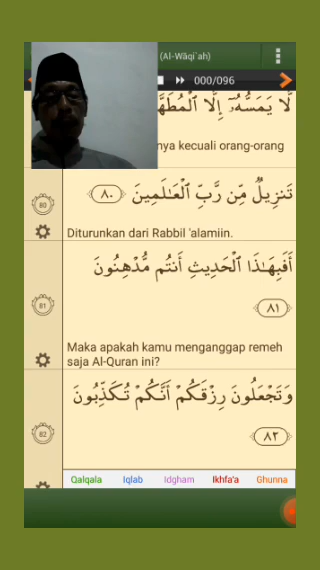 (Al-Wāqi`ah)
000/096
لَّا يَمَسُّهُۥٓ إِلَّا ٱلْمُطَهَّ
nya kecuali orang-orang
تَنزِيلٌ مِّن رَّبِّ ٱلْعَـٰلَمِينَ ٨٠
80
Diturunkan dari Rabbil 'alamiin.
أَفَبِهَـٰذَا ٱلْحَدِيثِ أَنتُم مُّدْهِنُونَ
٨١
81
Maka apakah kamu menganggap remeh
saja Al-Quran ini?
وَتَجْعَلُونَ رِزْقَكُمْ أَنَّكُمْ تُكَذِّبُونَ
٨٢
82
Qalqala Iqlab Idgham Ikhfa'a Ghunna